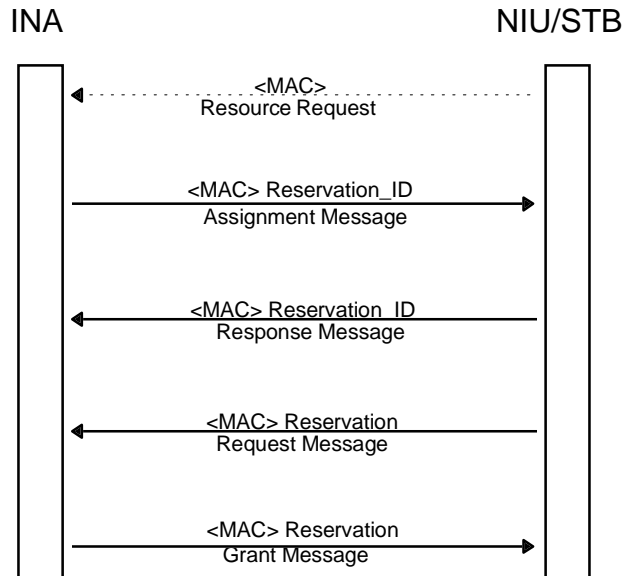 INA NIU/STB
<MAC>
Resource Request
<MAC> Reservation_ID
Assignment Message
<MAC> Reservation_ID
Response Message
<MAC> Reservation
Request Message
<MAC> Reservation
Grant Message